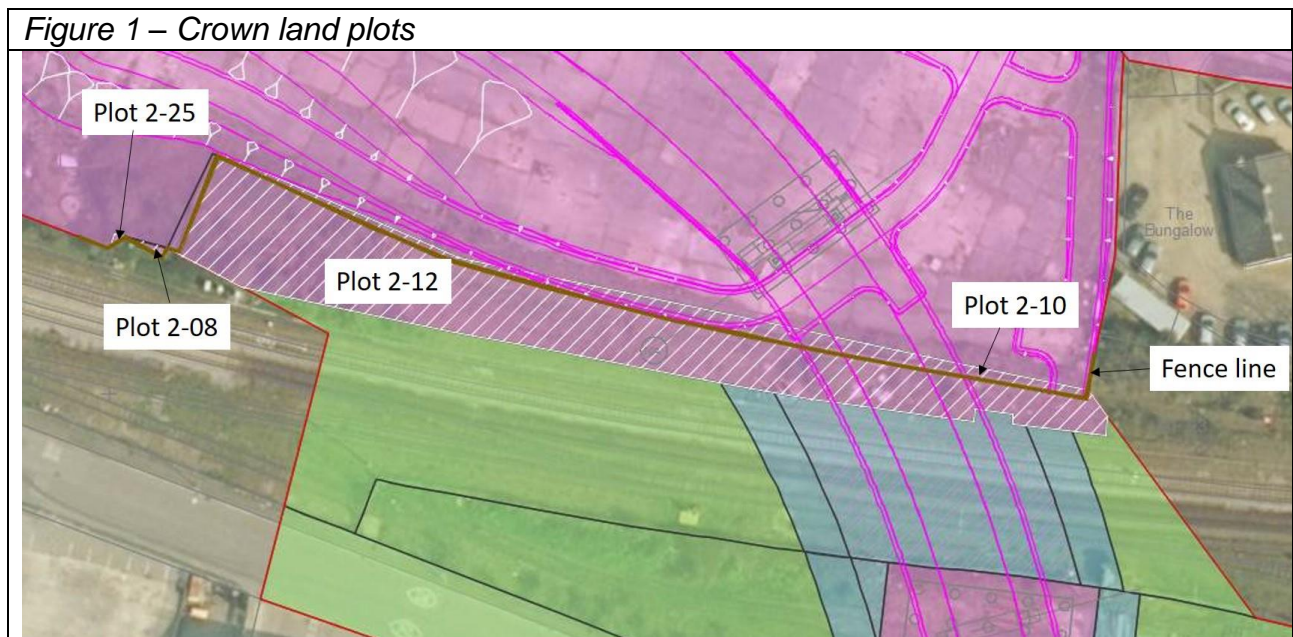 Figure 1 – Crown land plots
Plot 2-25
Plot 2-12
Plot 2-08
Plot 2-10
The
Bungalow
Fence line